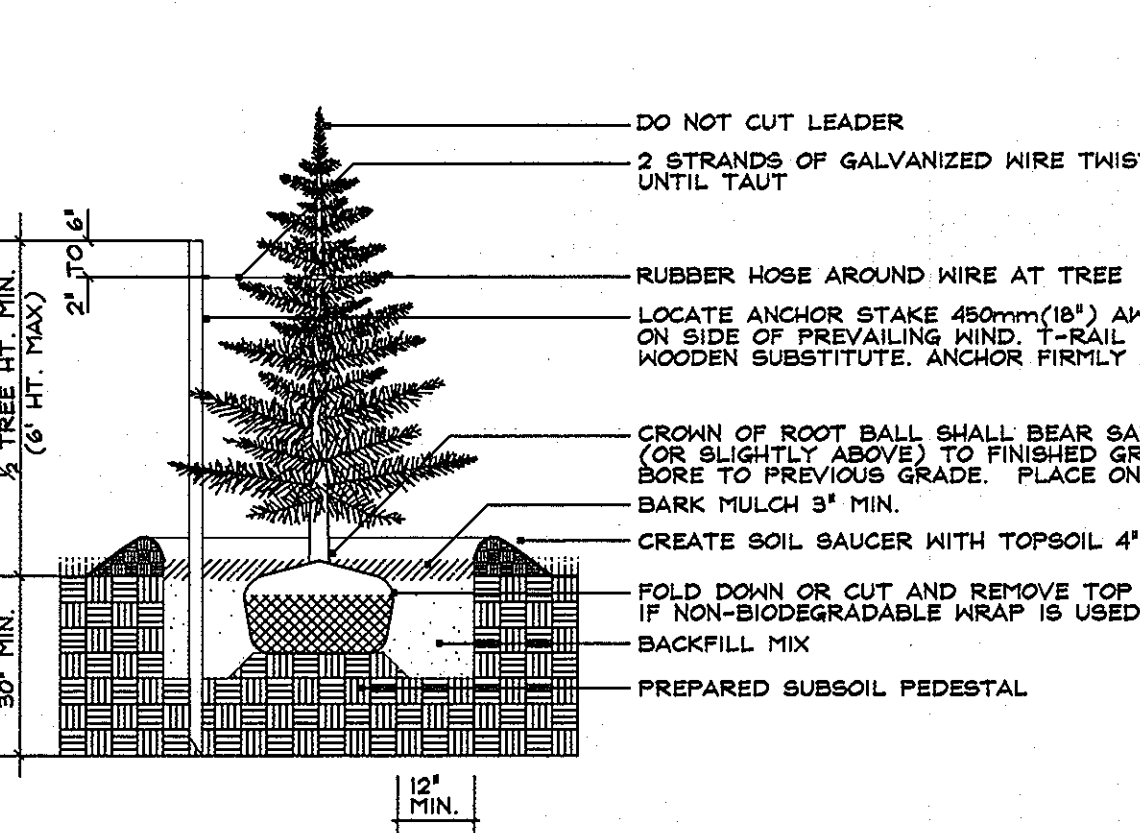 DO NOT CUT LEADER
2 STRANDS OF GALVANIZED WIRE TWIS
UNTIL TAUT
RUBBER HOSE AROUND WIRE AT TREE
LOCATE ANCHOR STAKE 450mm(18") AW
ON SIDE OF PREVAILING WIND. T-RAIL
WOODEN SUBSTITUTE. ANCHOR FIRMLY
CROWN OF ROOT BALL SHALL BEAR SA
(OR SLIGHTLY ABOVE) TO FINISHED GR
BORE TO PREVIOUS GRADE. PLACE ON
BARK MULCH 3" MIN.
CREATE SOIL SAUCER WITH TOPSOIL 4"
FOLD DOWN OR CUT AND REMOVE TOP
IF NON-BIODEGRADABLE WRAP IS USED
BACKFILL MIX
PREPARED SUBSOIL PEDESTAL
2" TO 6"
½ TREE HT. MIN.
(6' HT. MAX)
30" MIN.
12"
MIN.